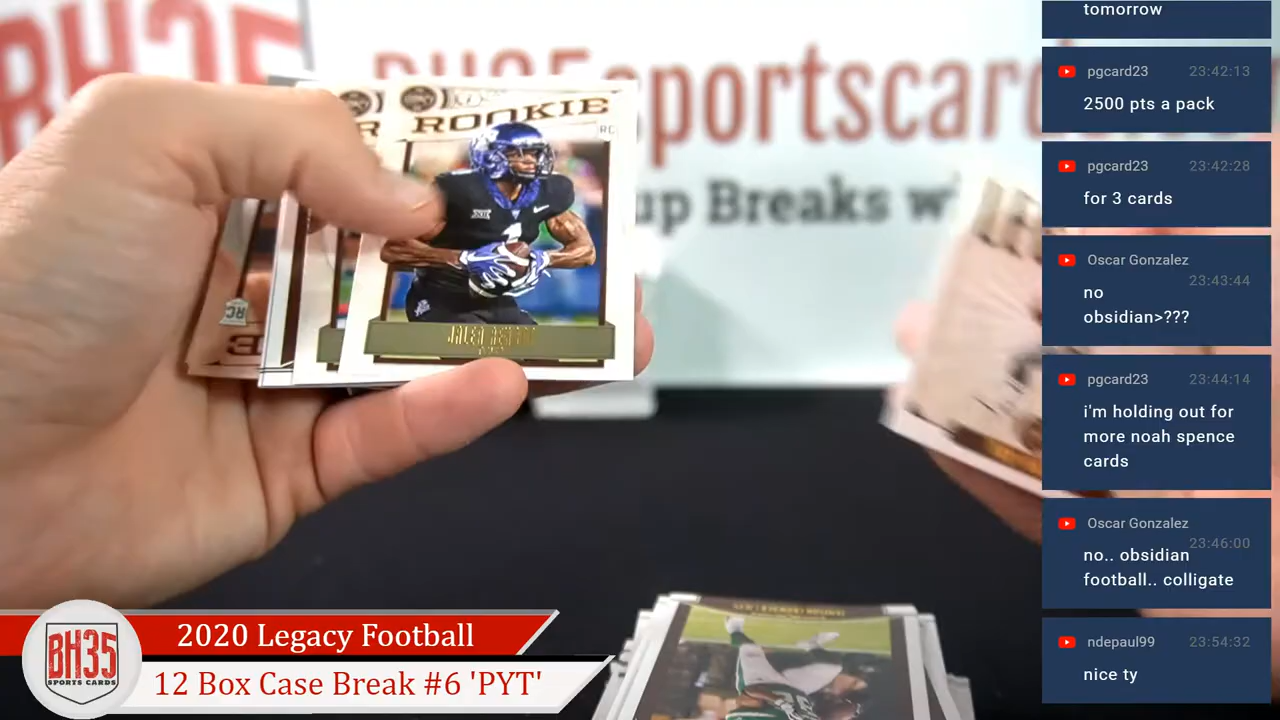 BH35
BH35sportscard
up Breaks w
ROOKIE
RC
RC
tomorrow
pgcard23 23:42:13
2500 pts a pack
pgcard23 23:42:28
for 3 cards
Oscar Gonzalez
23:43:44
no
obsidian>???
pgcard23 23:44:14
i'm holding out for
more noah spence
cards
Oscar Gonzalez
23:46:00
no.. obsidian
football.. colligate
ndepaul99 23:54:32
nice ty
BH35
SPORTS CARDS
2020 Legacy Football
12 Box Case Break #6 'PYT'